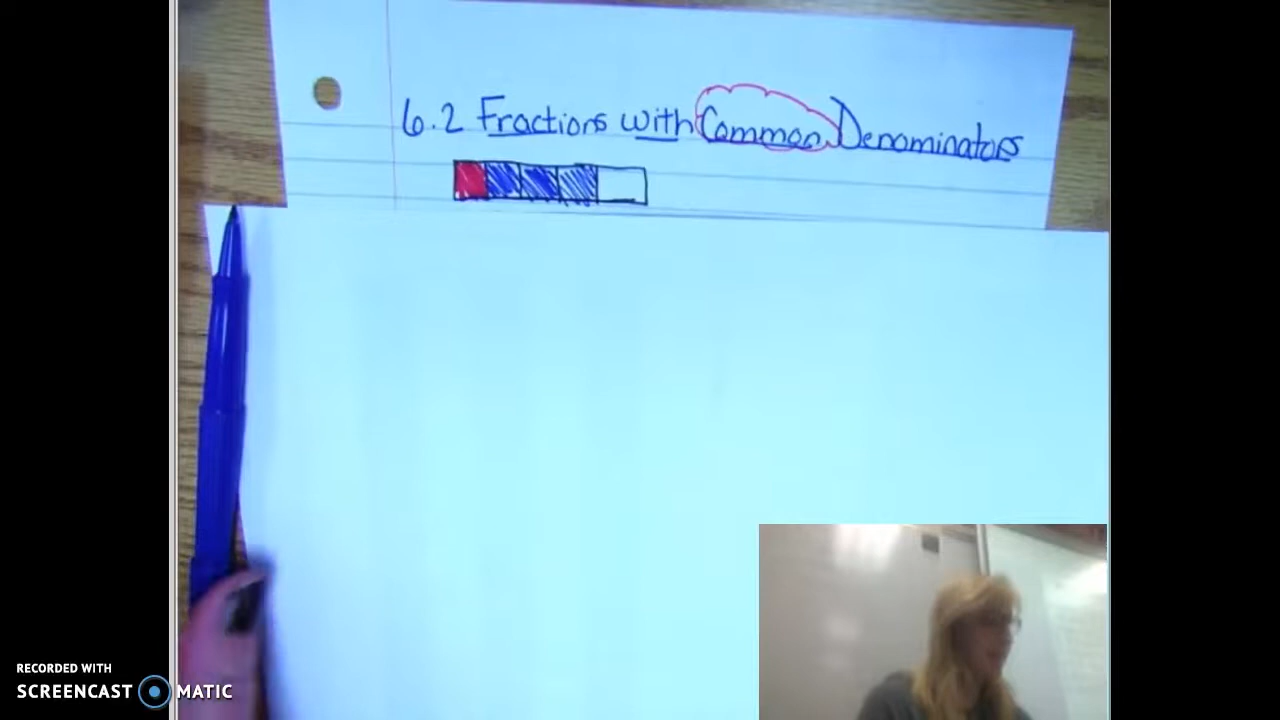 6.2 Fractions with Common Denominators
RECORDED WITH
SCREENCAST MATIC